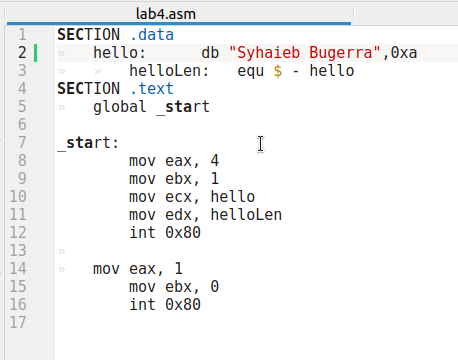 lab4.asm
1 SECTION .data
2 » hello: db "Syhaieb Bugerra",0xa
3 » » helloLen: equ $ - hello
4 SECTION .text
5 » global _start
6
7 _start:
8 mov eax, 4
9 mov ebx, 1
10 mov ecx, hello
11 mov edx, helloLen
12 int 0x80
13 »
14 » mov eax, 1
15 mov ebx, 0
16 int 0x80
17